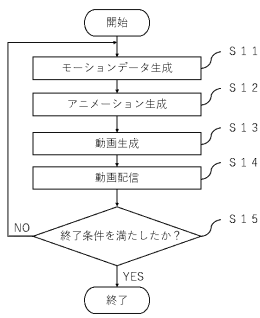 開始
モーションデータ生成
S11
アニメーション生成
S12
動画生成
S13
動画配信
S14
終了条件を満たしたか？
S15
NO
YES
終了